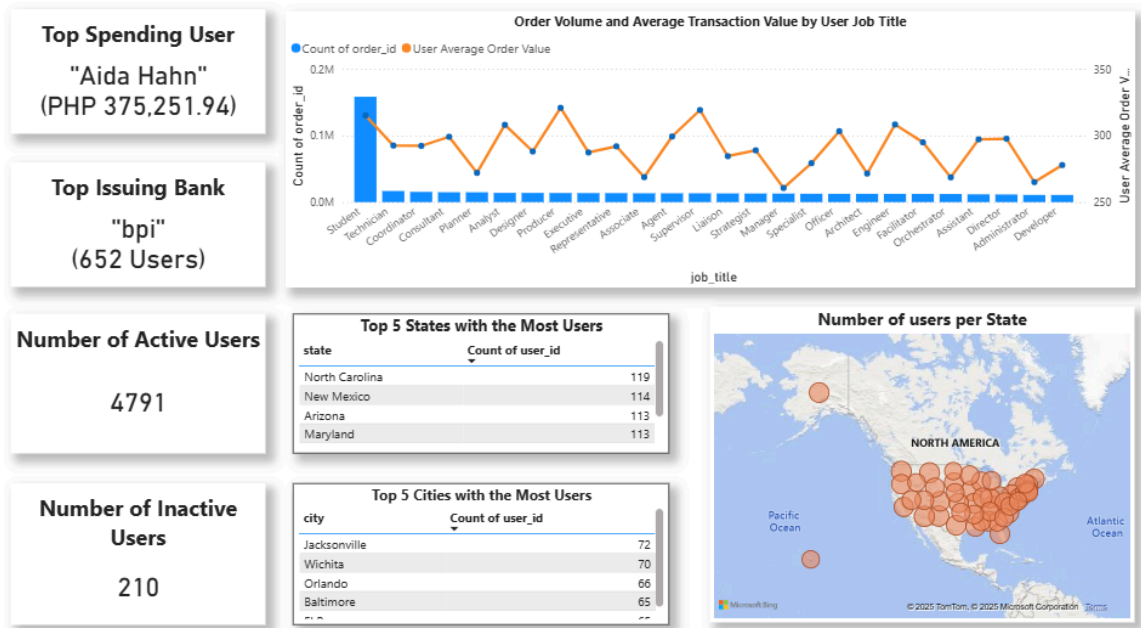 Top Spending User
"Aida Hahn"
(PHP 375,251.94)
Top Issuing Bank
"bpi"
(652 Users)
Number of Active Users
4791
Number of Inactive
Users
210
Order Volume and Average Transaction Value by User Job Title
Count of order_id User Average Order Value
0.2M
0.1M
0.0M
Count of order_id
350
300
250
User Average Order V...
Student
Technician
Coordinator
Consultant
Planner
Analyst
Designer
Producer
Executive
Representative
Associate
Agent
Supervisor
Liaison
Strategist
Manager
Specialist
Officer
Architect
Engineer
Facilitator
Orchestrator
Assistant
Director
Administrator
Developer
job_title
Top 5 States with the Most Users
state Count of user_id
North Carolina 119
New Mexico 114
Arizona 113
Maryland 113
Top 5 Cities with the Most Users
city Count of user_id
Jacksonville 72
Wichita 70
Orlando 66
Baltimore 65
Number of users per State
NORTH AMERICA
Pacific
Ocean
Atlantic
Ocean
Microsoft Bing
© 2025 TomTom, © 2025 Microsoft Corporation Terms